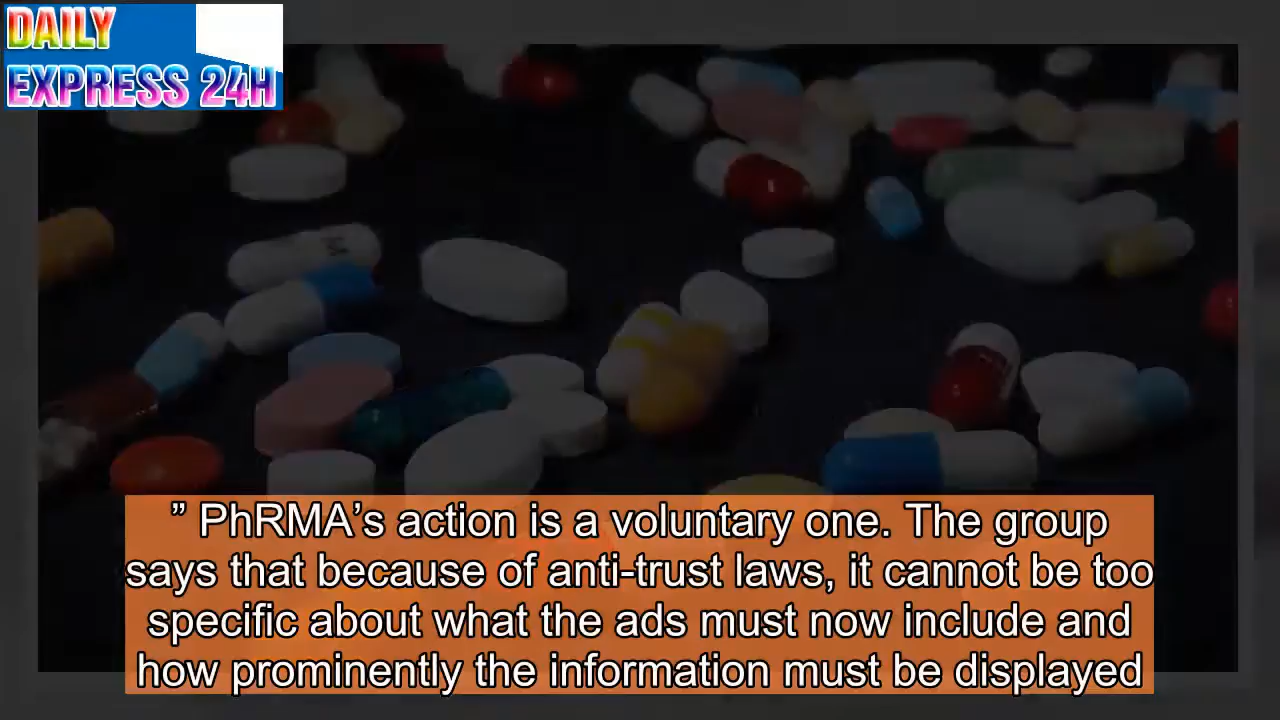 DAILY
EXPRESS 24H
” PhRMA’s action is a voluntary one. The group
says that because of anti-trust laws, it cannot be too
specific about what the ads must now include and
how prominently the information must be displayed